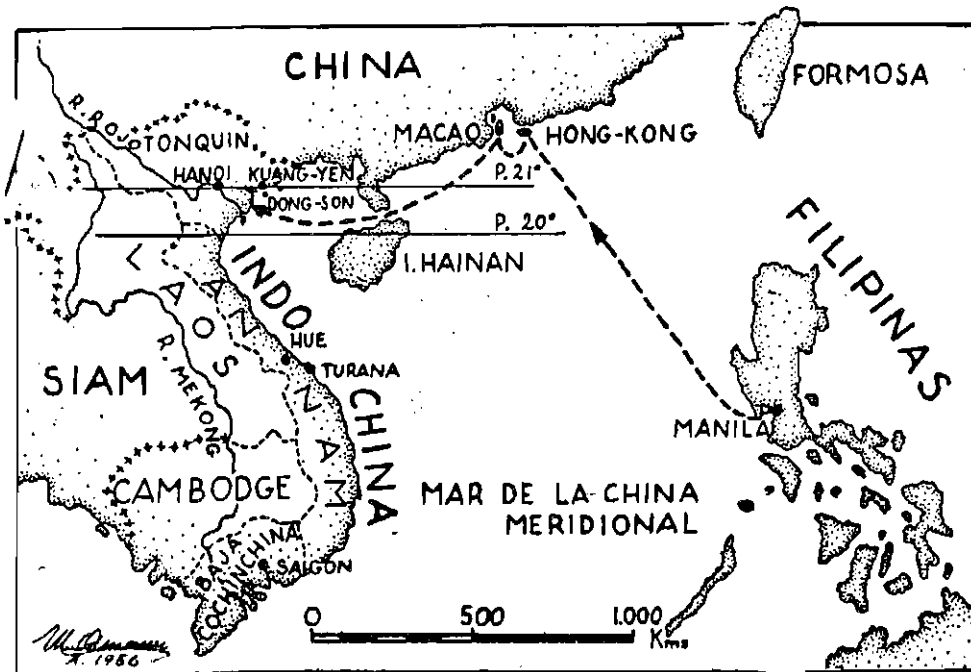 CHINA
FORMOSA
R. ROJO
TONQUIN
MACAO
HONG-KONG
HANOI
KUANG-YEN
P. 21°
DONG-SON
P. 20°
I. HAINAN
FILIPINAS
INDO CHINA
LAOS
ANNAM
HUE
TURANA
SIAM
R. MEKONG
MANILA
CAMBODGE
MAR DE LA CHINA
MERIDIONAL
BAJA
COCHINCHINA
SAIGON
0 500 1.000
Kms